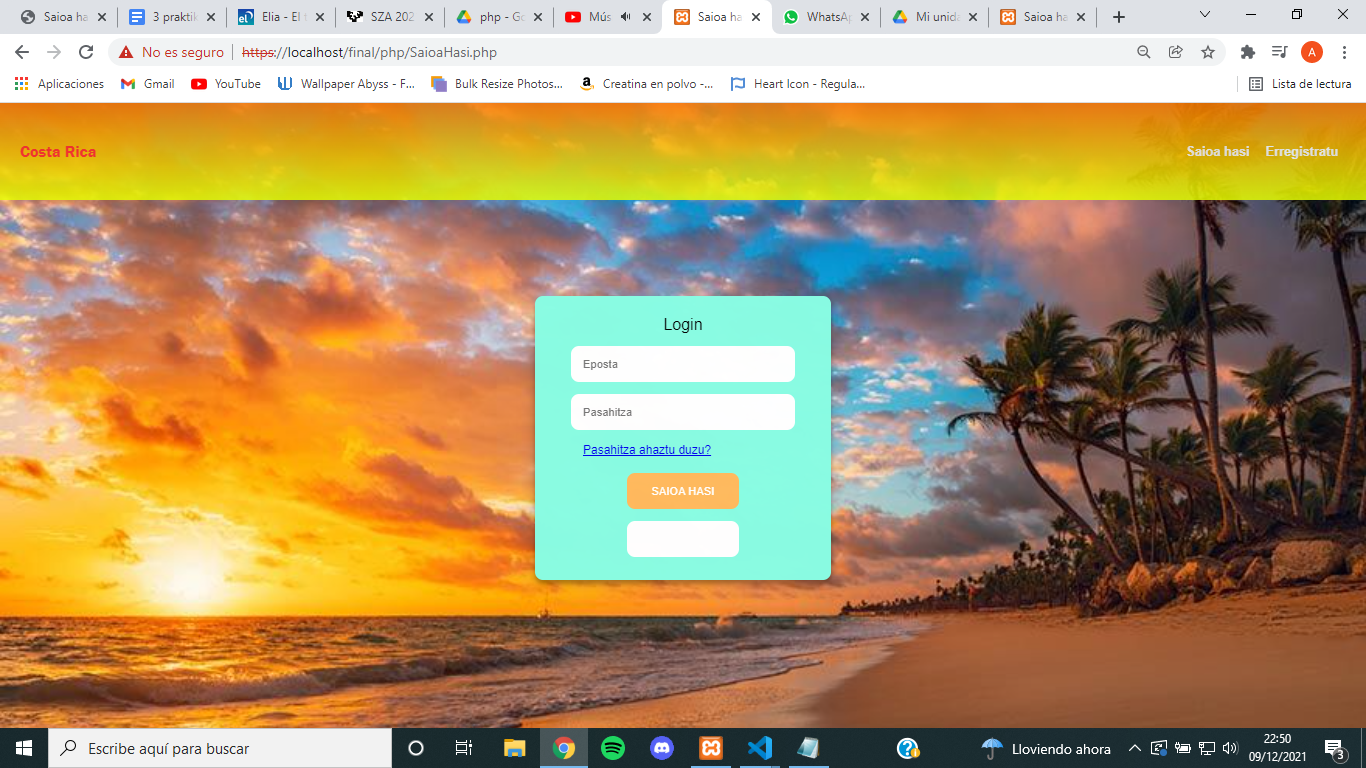 Saioa ha
3 praktik
Elia - El t
SZA 202
php - Go
Mús
Saioa ha
WhatsAp
Mi unida
Saioa ha
No es seguro
https://localhost/final/php/SaioaHasi.php
A
Aplicaciones
Gmail
YouTube
Wallpaper Abyss - F...
Bulk Resize Photos...
Creatina en polvo -...
Heart Icon - Regula...
Lista de lectura
Costa Rica
Saioa hasi
Erregistratu
Login
Eposta
Pasahitza
Pasahitza ahaztu duzu?
SAIOA HASI
Escribe aquí para buscar
Lloviendo ahora
22:50
09/12/2021
3